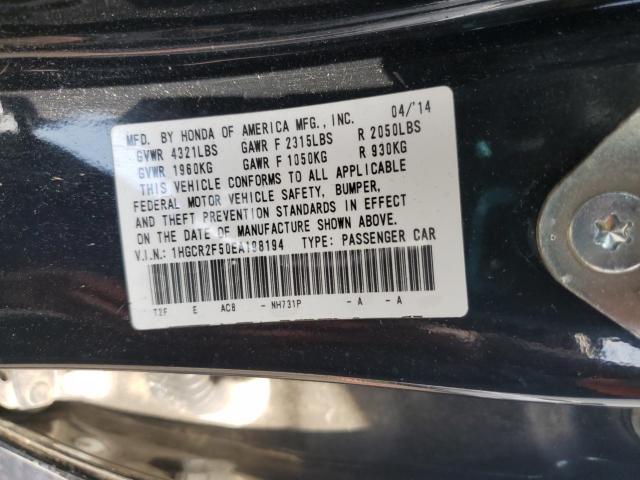 MFD. BY HONDA OF AMERICA MFG., INC. 04/'14
GVWR 4321LBS GAWR F 2315LBS R 2050LBS
GVWR 1960KG GAWR F 1050KG R 930KG
THIS VEHICLE CONFORMS TO ALL APPLICABLE
FEDERAL MOTOR VEHICLE SAFETY, BUMPER,
AND THEFT PREVENTION STANDARDS IN EFFECT
ON THE DATE OF MANUFACTURE SHOWN ABOVE.
V.I.N.: 1HGCR2F50EA198194 TYPE: PASSENGER CAR
T2F E AC8 - NH731P - A - A